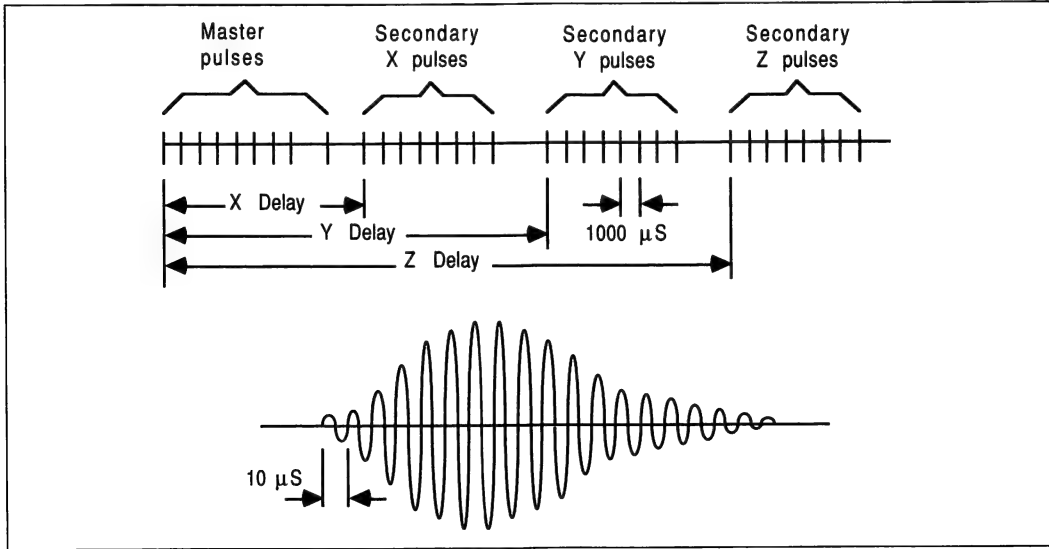 Master
pulses
Secondary
X pulses
Secondary
Y pulses
Secondary
Z pulses
X Delay
1000 µS
Y Delay
Z Delay
10 µS